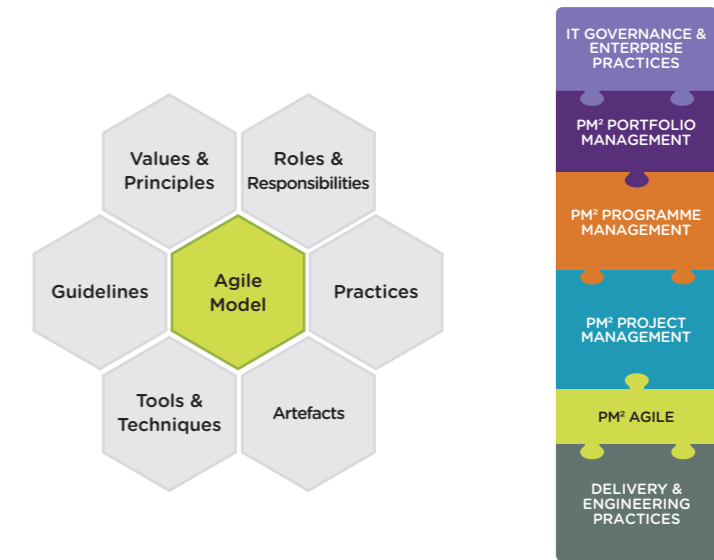 Values &
Principles
Roles &
Responsibilities
Guidelines
Agile
Model
Practices
Tools &
Techniques
Artefacts
IT GOVERNANCE &
ENTERPRISE
PRACTICES
PM² PORTFOLIO
MANAGEMENT
PM² PROGRAMME
MANAGEMENT
PM² PROJECT
MANAGEMENT
PM² AGILE
DELIVERY &
ENGINEERING
PRACTICES